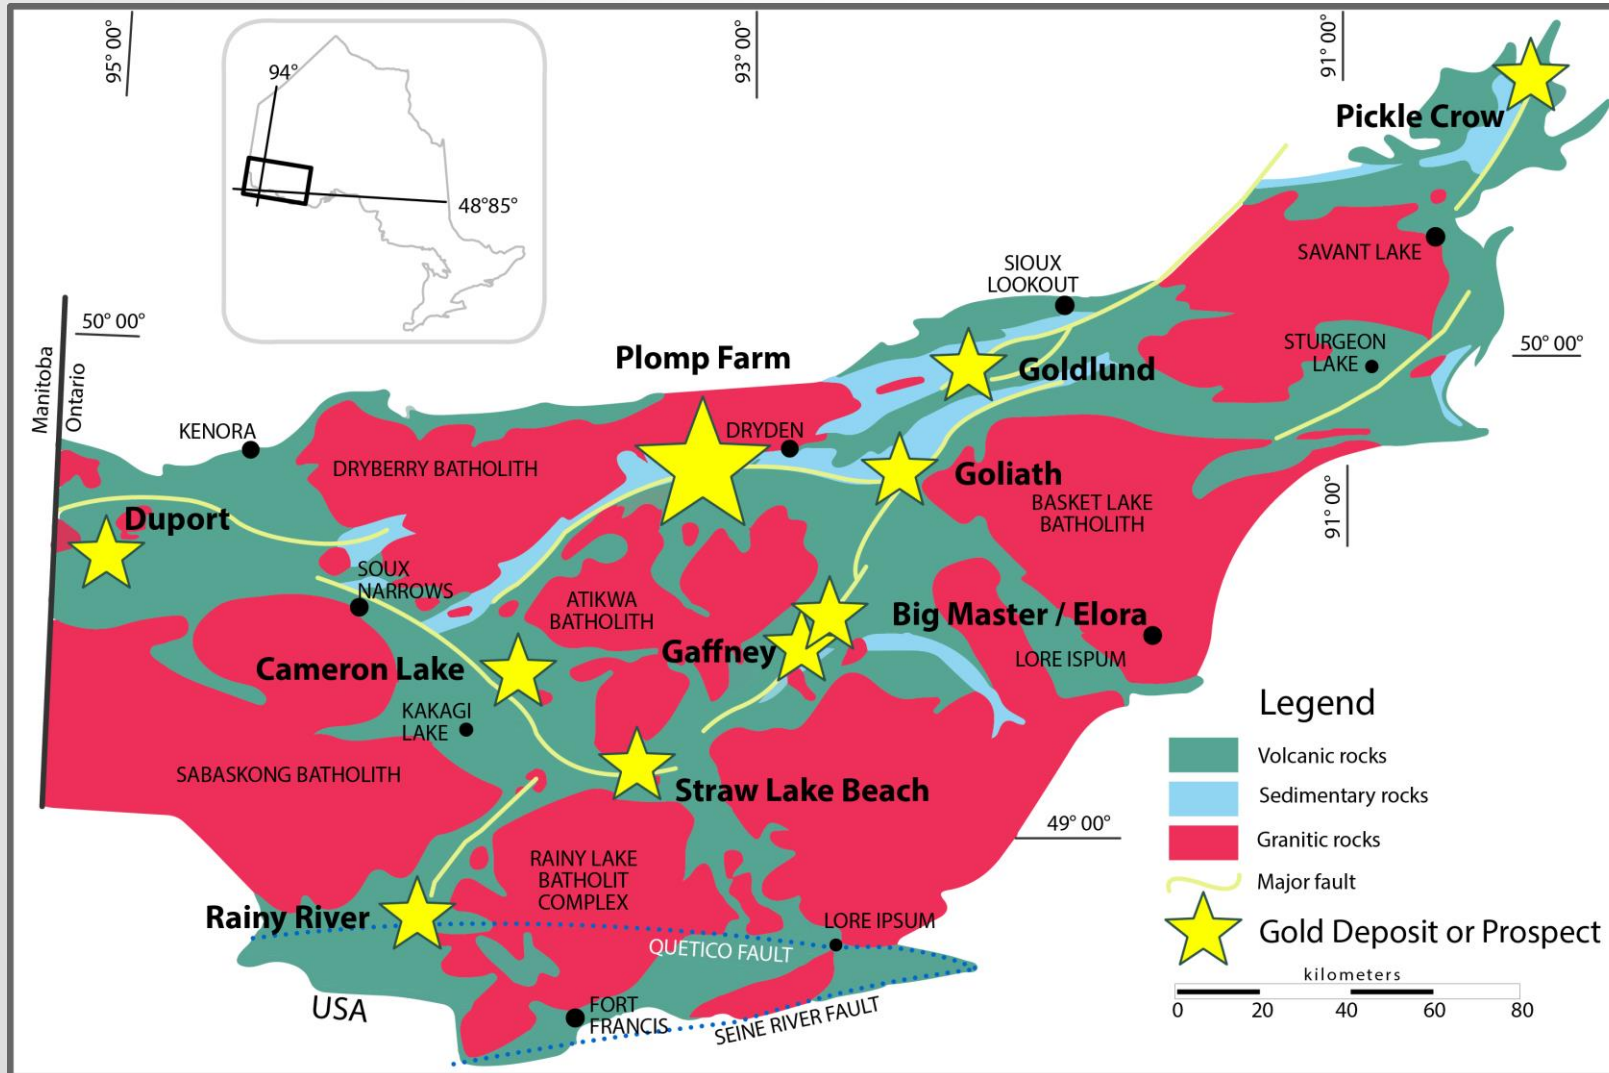 95° 00°
93° 00°
91° 00°
94°
48°85°
Pickle Crow
SAVANT LAKE
SIOUX
LOOKOUT
50° 00°
Manitoba
Ontario
STURGEON
LAKE
50° 00°
Plomp Farm
Goldlund
KENORA
DRYDEN
DRYBERRY BATHOLITH
Goliath
BASKET LAKE
BATHOLITH
91° 00°
Duport
SOUX
NARROWS
ATIKWA
BATHOLITH
Big Master / Elora
Gaffney
LORE ISPUM
Cameron Lake
KAKAGI
LAKE
SABASKONG BATHOLITH
Straw Lake Beach
49° 00°
RAINY LAKE
BATHOLIT
COMPLEX
Rainy River
LORE IPSUM
QUETICO FAULT
USA
FORT
FRANCIS
SEINE RIVER FAULT
Legend
Volcanic rocks
Sedimentary rocks
Granitic rocks
Major fault
Gold Deposit or Prospect
kilometers
0 20 40 60 80